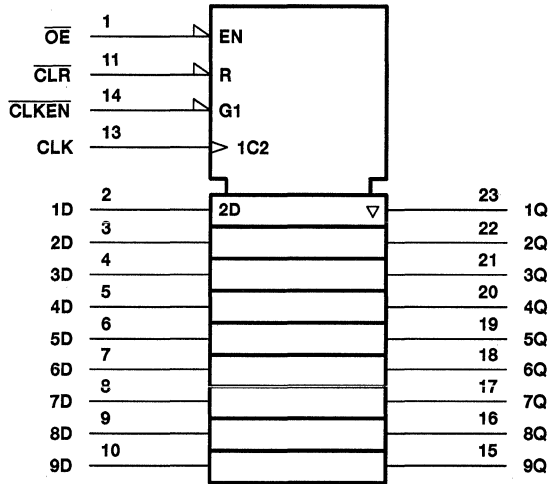 OE 1 EN
CLR 11 R
CLKEN 14 G1
CLK 13 1C2
1D 2 2D 23 1Q
2D 3 22 2Q
3D 4 21 3Q
4D 5 20 4Q
5D 6 19 5Q
6D 7 18 6Q
7D 8 17 7Q
8D 9 16 8Q
9D 10 15 9Q